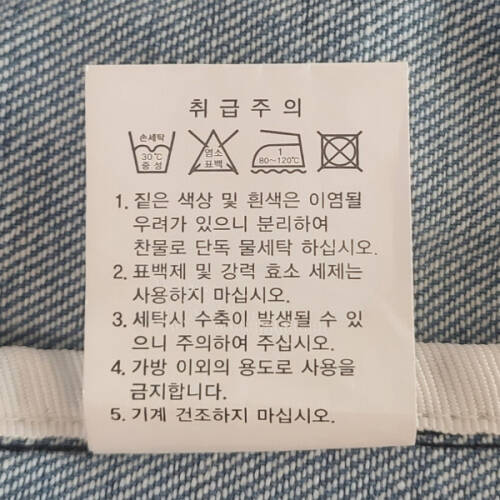 취급주의
손세탁
30℃
중성
염소
표백
1
80~120℃
1. 짙은 색상 및 흰색은 이염될
우려가 있으니 분리하여
찬물로 단독 물세탁 하십시오.
2. 표백제 및 강력 효소 세제는
사용하지 마십시오.
3. 세탁시 수축이 발생될 수 있
으니 주의하여 주십시오.
4. 가방 이외의 용도로 사용을
금지합니다.
5. 기계 건조하지 마십시오.